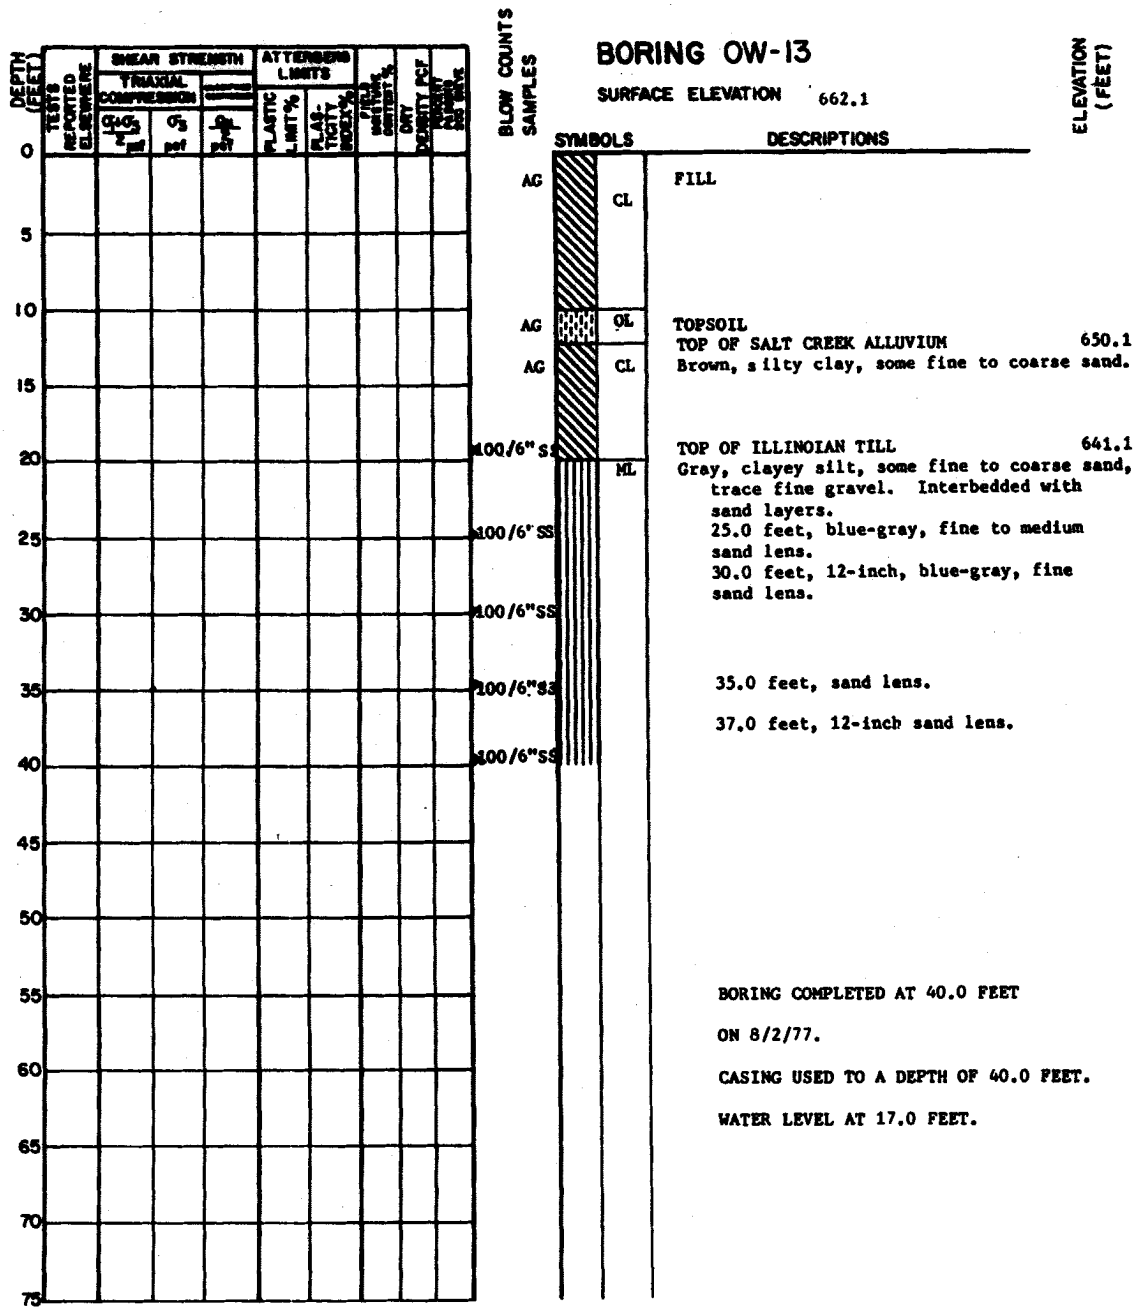 BORING OW-13
SURFACE ELEVATION 662.1
DEPTH (FEET)
TESTS REPORTED ELSEWHERE
SHEAR STRENGTH
TRIAXIAL COMPRESSION
ATTERBERG LIMITS
PLASTIC LIMIT %
PLAS-TICITY INDEX %
FIELD MOISTURE CONTENT %
DRY DENSITY PCF
BLOW COUNTS
SAMPLES
SYMBOLS
DESCRIPTIONS
ELEVATION (FEET)
0
AG CL FILL
5
10
AG OL TOPSOIL
TOP OF SALT CREEK ALLUVIUM 650.1
AG CL Brown, silty clay, some fine to coarse sand.
15
100/6" SS TOP OF ILLINOIAN TILL 641.1
20
ML Gray, clayey silt, some fine to coarse sand,
trace fine gravel. Interbedded with
sand layers.
25 100/6" SS 25.0 feet, blue-gray, fine to medium
sand lens.
30.0 feet, 12-inch, blue-gray, fine
sand lens.
30 100/6"SS
35 100/6"SS 35.0 feet, sand lens.
37.0 feet, 12-inch sand lens.
40 100/6"SS
45
50
55 BORING COMPLETED AT 40.0 FEET
ON 8/2/77.
60 CASING USED TO A DEPTH OF 40.0 FEET.
WATER LEVEL AT 17.0 FEET.
65
70
75